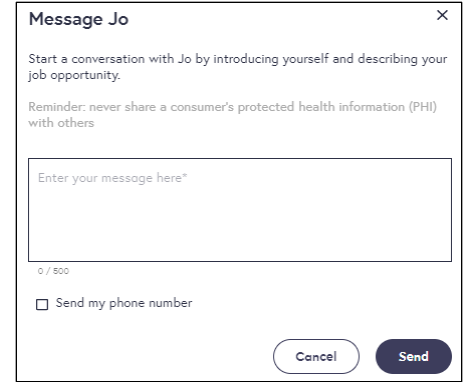 Message Jo
Start a conversation with Jo by introducing yourself and describing your
job opportunity.
Reminder: never share a consumer's protected health information (PHI)
with others
Enter your message here*
0 / 500
Send my phone number
Cancel
Send